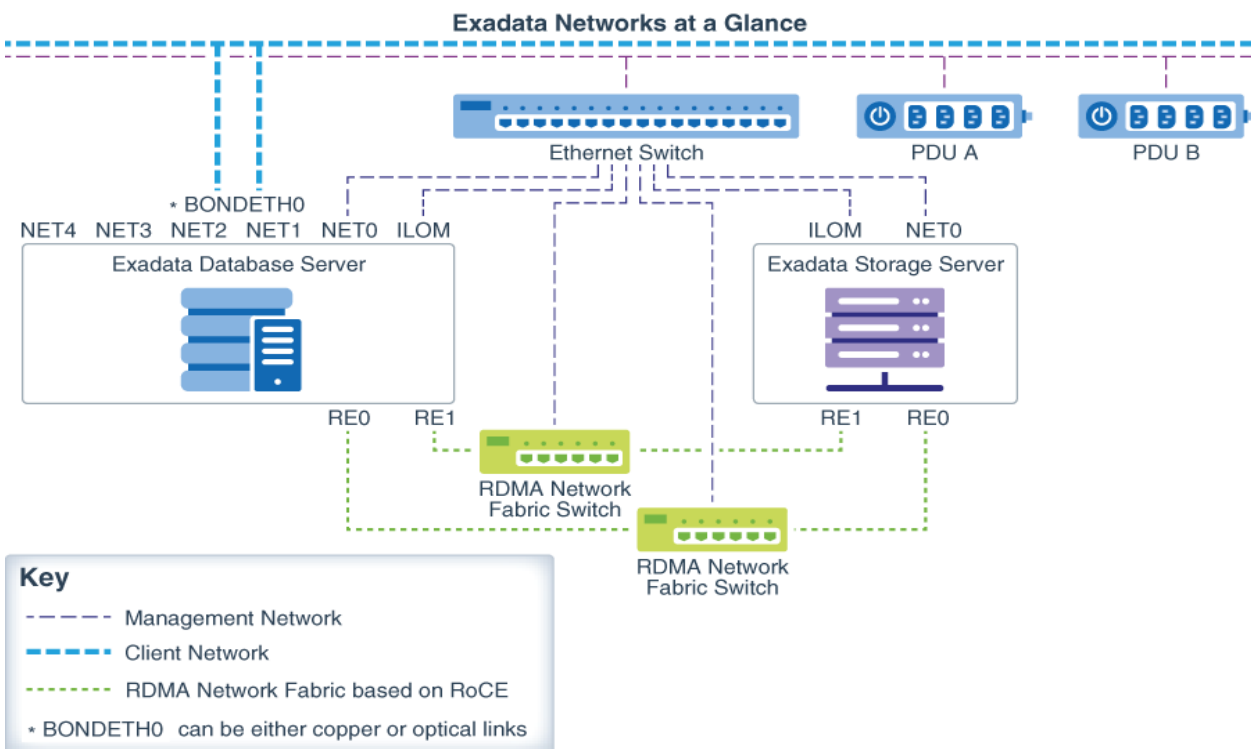 Exadata Networks at a Glance
Ethernet Switch
PDU A
PDU B
* BONDETH0
NET4 NET3 NET2 NET1 NET0 ILOM
ILOM NET0
Exadata Database Server
Exadata Storage Server
RE0 RE1
RE1 RE0
RDMA Network
Fabric Switch
RDMA Network
Fabric Switch
Key
Management Network
Client Network
RDMA Network Fabric based on RoCE
* BONDETH0 can be either copper or optical links